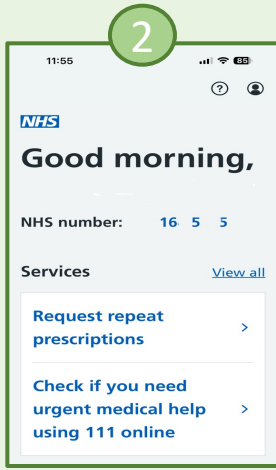 2
11:55 85
?
NHS
Good morning,
NHS number: 16 5 5
Services View all
Request repeat
prescriptions
Check if you need
urgent medical help
using 111 online